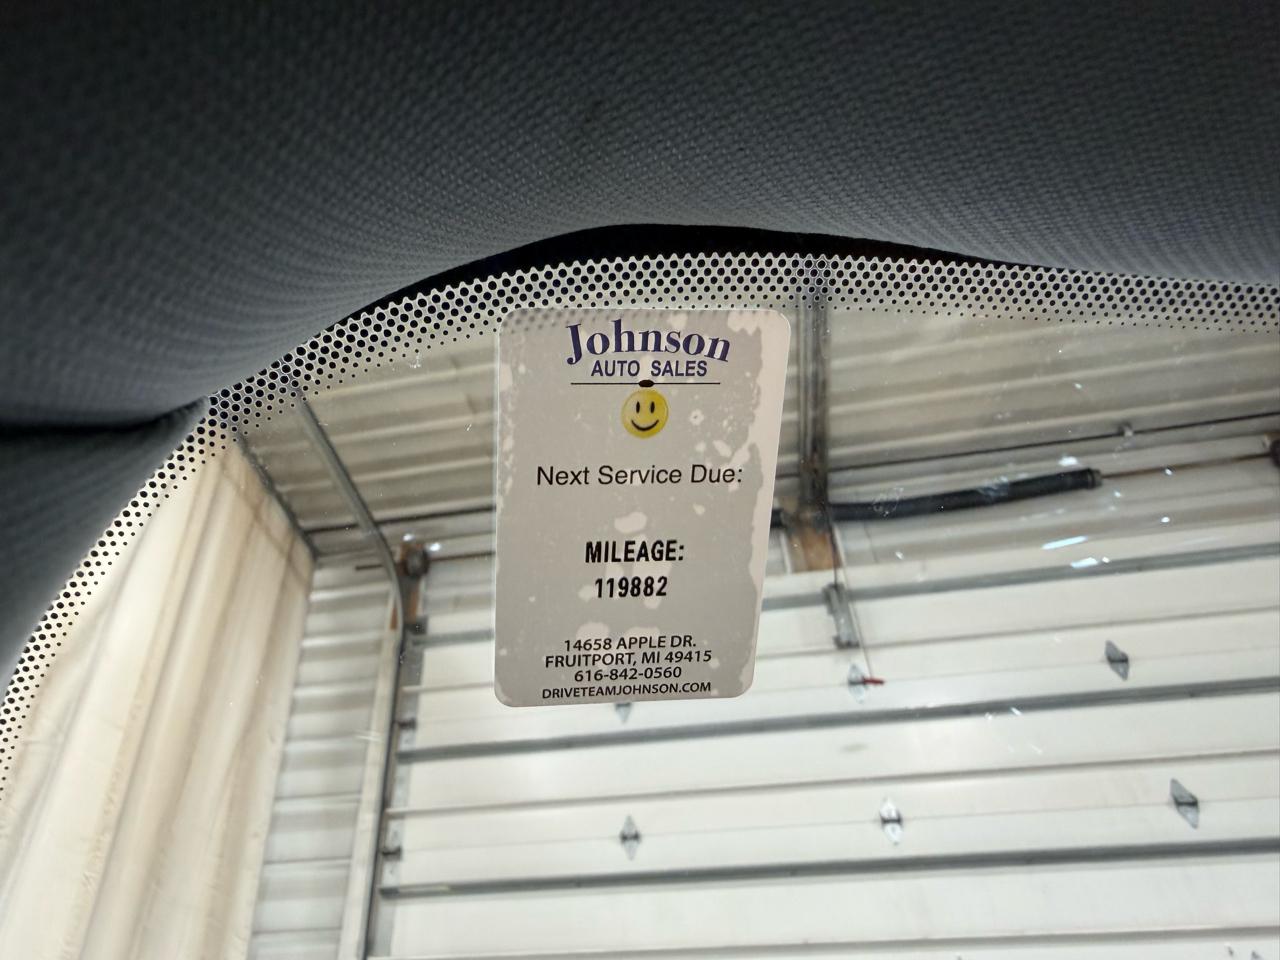 Johnson
AUTO SALES
Next Service Due:
MILEAGE:
119882
14658 APPLE DR.
FRUITPORT, MI 49415
616-842-0560
DRIVETEAMJOHNSON.COM